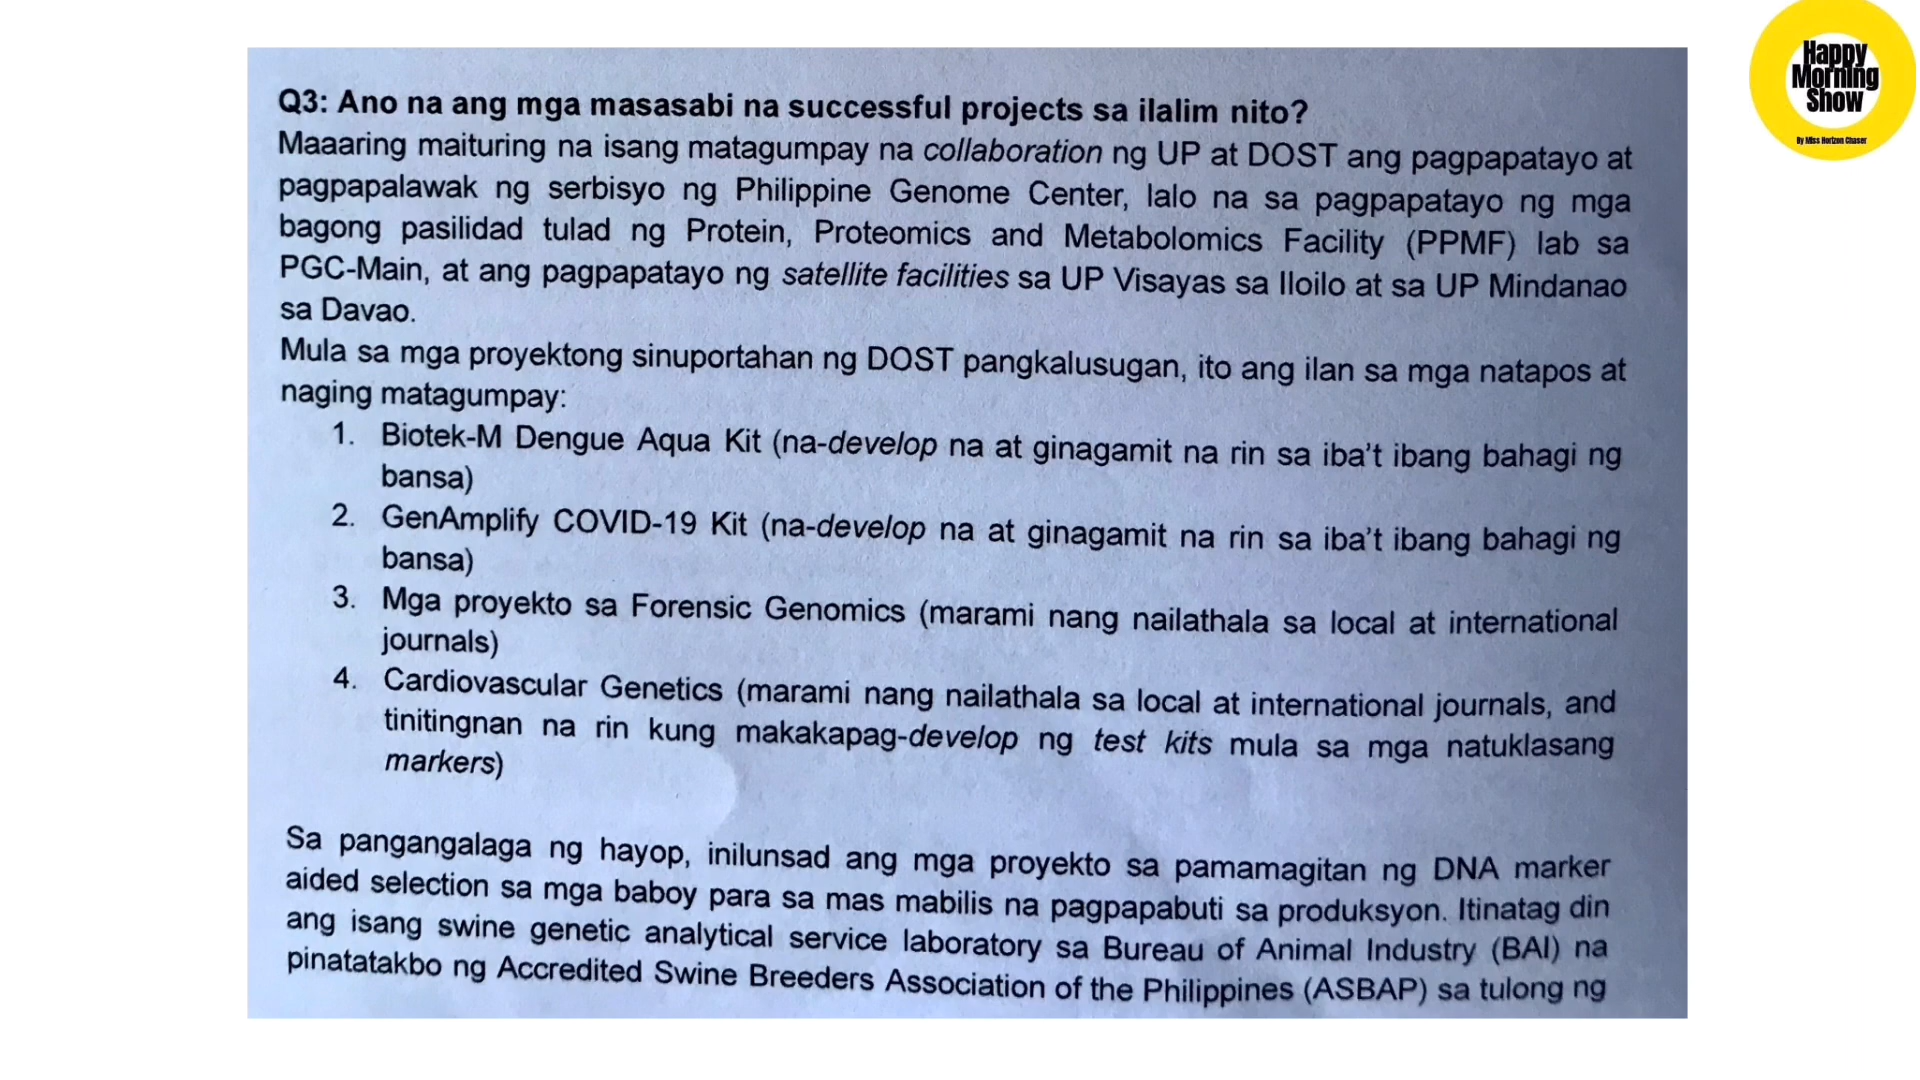 Happy
Morning
Show
By Miss Horizon Chaser
Q3: Ano na ang mga masasabi na successful projects sa ilalim nito?
Maaaring maituring na isang matagumpay na collaboration ng UP at DOST ang pagpapatayo at
pagpapalawak ng serbisyo ng Philippine Genome Center, lalo na sa pagpapatayo ng mga
bagong pasilidad tulad ng Protein, Proteomics and Metabolomics Facility (PPMF) lab sa
PGC-Main, at ang pagpapatayo ng satellite facilities sa UP Visayas sa Iloilo at sa UP Mindanao
sa Davao.
Mula sa mga proyektong sinuportahan ng DOST pangkalusugan, ito ang ilan sa mga natapos at
naging matagumpay:
1. Biotek-M Dengue Aqua Kit (na-develop na at ginagamit na rin sa iba't ibang bahagi ng
bansa)
2. GenAmplify COVID-19 Kit (na-develop na at ginagamit na rin sa iba't ibang bahagi ng
bansa)
3. Mga proyekto sa Forensic Genomics (marami nang nailathala sa local at international
journals)
4. Cardiovascular Genetics (marami nang nailathala sa local at international journals, and
tinitingnan na rin kung makakapag-develop ng test kits mula sa mga natuklasang
markers)
Sa pangangalaga ng hayop, inilunsad ang mga proyekto sa pamamagitan ng DNA marker
aided selection sa mga baboy para sa mas mabilis na pagpapabuti sa produksyon. Itinatag din
ang isang swine genetic analytical service laboratory sa Bureau of Animal Industry (BAI) na
pinatatakbo ng Accredited Swine Breeders Association of the Philippines (ASBAP) sa tulong ng